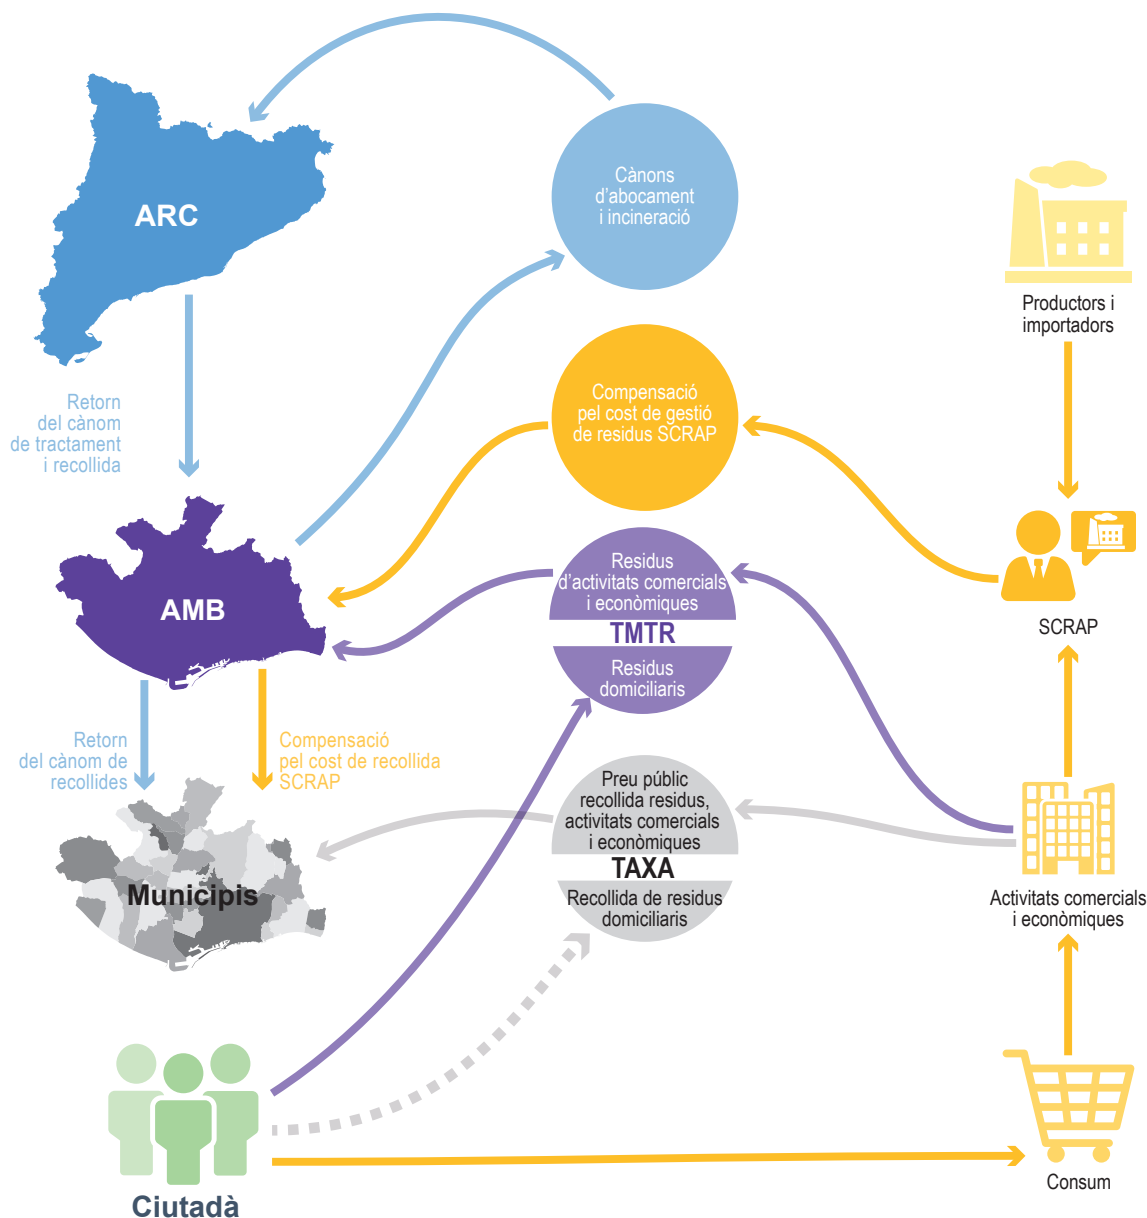 Cànons
d’abocament
i incineració
ARC
Productors i
importadors
Retorn
del cànom
de tractament
i recollida
Compensació
pel cost de gestió
de residus SCRAP
AMB
Residus
d’activitats comercials
i econòmiques
TMTR
Residus
domiciliaris
SCRAP
Retorn
del cànom de
recollides
Compensació
pel cost de recollida
SCRAP
Preu públic
recollida residus,
activitats comercials
i econòmiques
TAXA
Recollida de residus
domiciliaris
Municipis
Activitats comercials
i econòmiques
Ciutadà
Consum